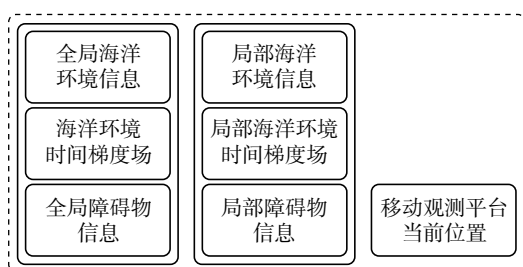 全局海洋
环境信息
海洋环境
时间梯度场
全局障碍物
信息
局部海洋
环境信息
局部海洋环境
时间梯度场
局部障碍物
信息
移动观测平台
当前位置